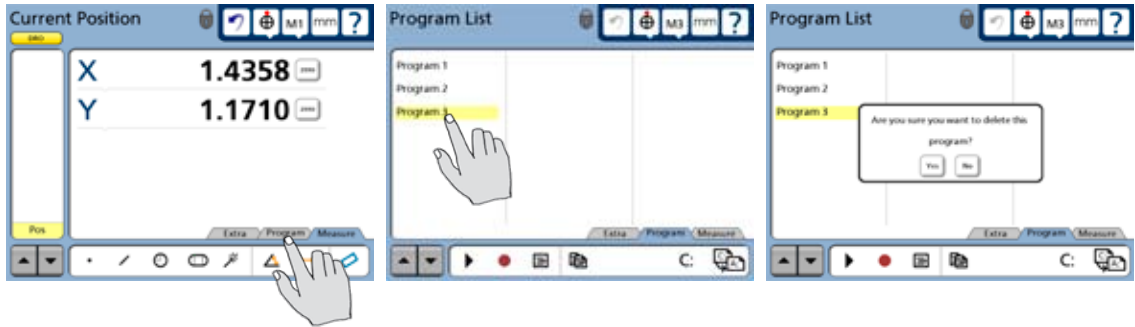 Current Position
M1 mm ?
DRO
X 1.4358 zero
Y 1.1710 zero
Pos
Extra Program Measure
Program List
M3 mm ?
Program 1
Program 2
Program 3
Extra Program Measure
C:
Program List
M3 mm ?
Program 1
Program 2
Program 3
Are you sure you want to delete this
program?
Yes No
Extra Program Measure
C: